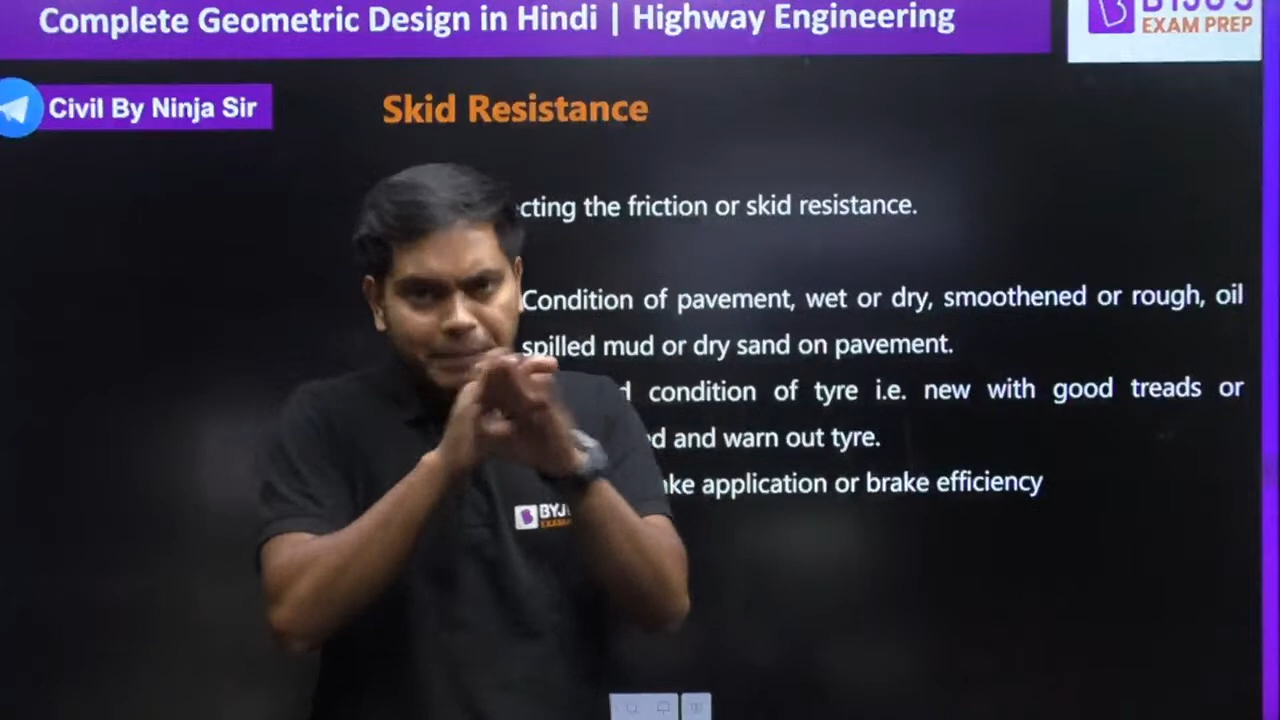 Complete Geometric Design in Hindi | Highway Engineering
BYJU'S
EXAM PREP
Civil By Ninja Sir
Skid Resistance
cting the friction or skid resistance.
Condition of pavement, wet or dry, smoothened or rough, oil
spilled mud or dry sand on pavement.
condition of tyre i.e. new with good treads or
and warn out tyre.
application or brake efficiency